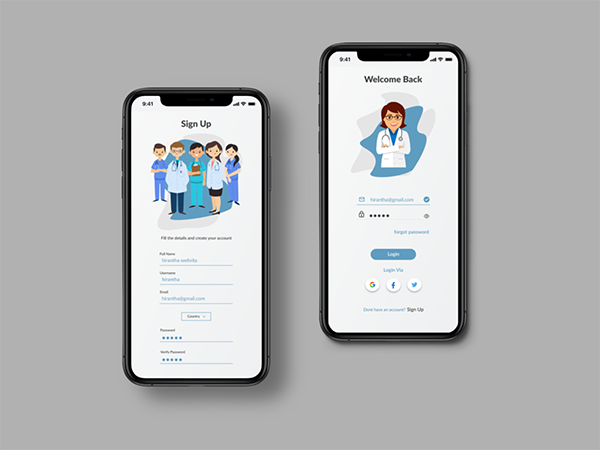 9:41
Sign Up
Fill the details and create your account
Full Name
hirantha
Username
hirantha
Email
hirantha@gmail.com
Country
Password
Verify Password
9:41
Welcome Back
hirantha@gmail.com
forgot password
Login
Login Via
Dont have an account? Sign Up